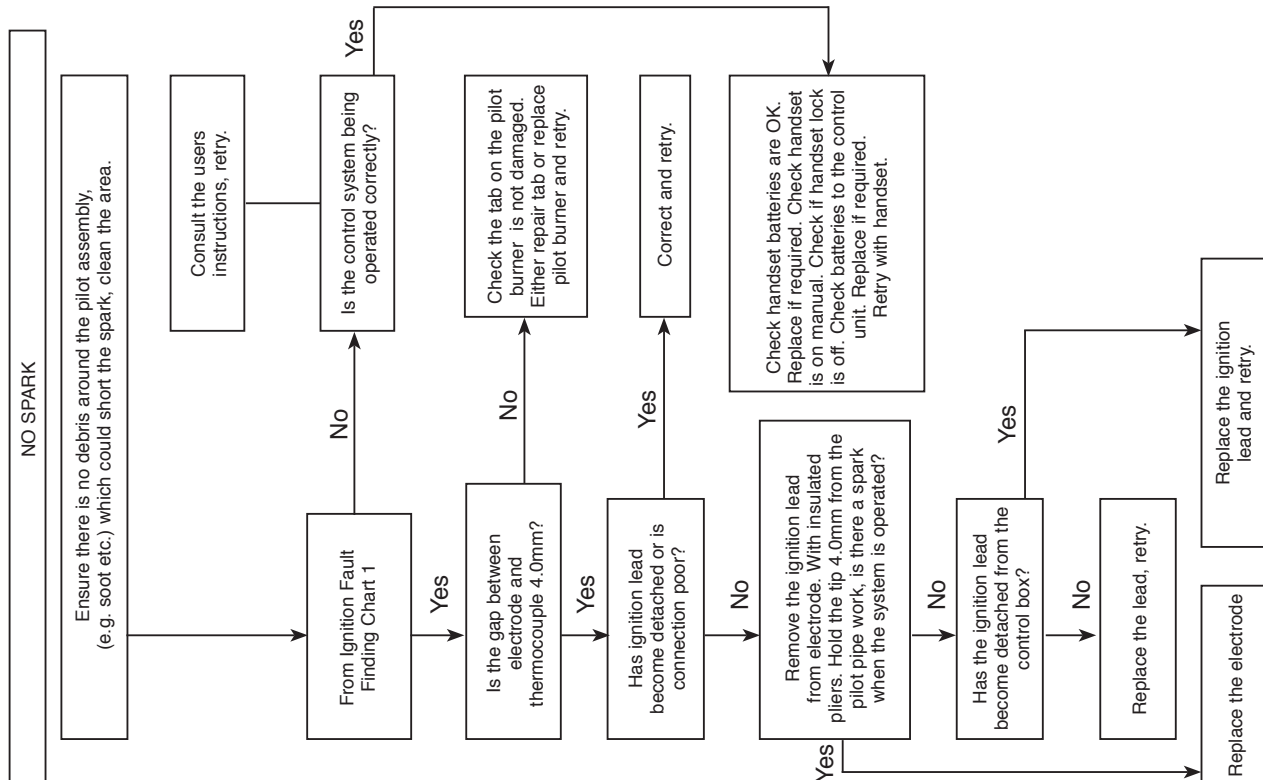 NO SPARK
Ensure there is no debris around the pilot assembly,
(e.g. soot etc.) which could short the spark, clean the area.
Consult the users
instructions, retry.
From Ignition Fault
Finding Chart 1
No
Is the control system being
operated correctly?
Yes
Yes
Is the gap between
electrode and
thermocouple 4.0mm?
No
Check the tab on the pilot
burner is not damaged.
Either repair tab or replace
pilot burner and retry.
Yes
Has ignition lead
become detached or is
connection poor?
Yes
Correct and retry.
No
Remove the ignition lead
from electrode. With insulated
pliers. Hold the tip 4.0mm from the
pilot pipe work, is there a spark
when the system is operated?
Check handset batteries are OK.
Replace if required. Check handset
is on manual. Check if handset lock
is off. Check batteries to the control
unit. Replace if required.
Retry with handset.
Yes
No
Has the ignition lead
become detached from the
control box?
Yes
No
Replace the lead, retry.
Replace the electrode
Replace the ignition
lead and retry.